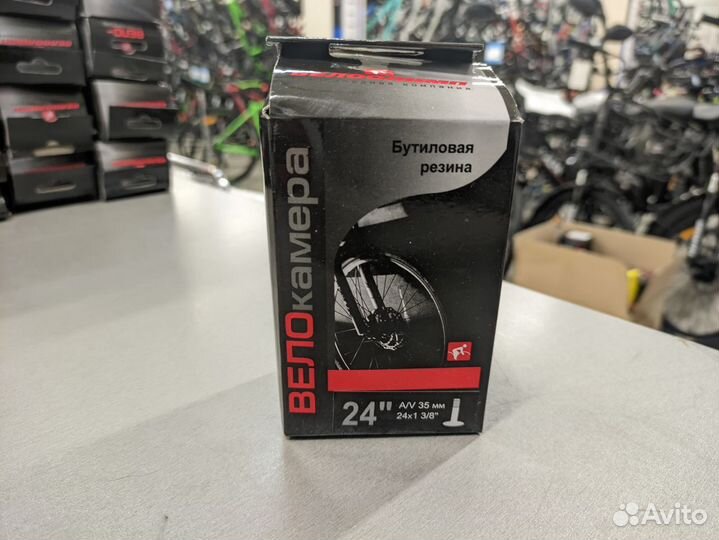 Бутиловая
резина
ВЕЛОкамера
24"
A/V 35 мм
24x1 3/8"
Avito